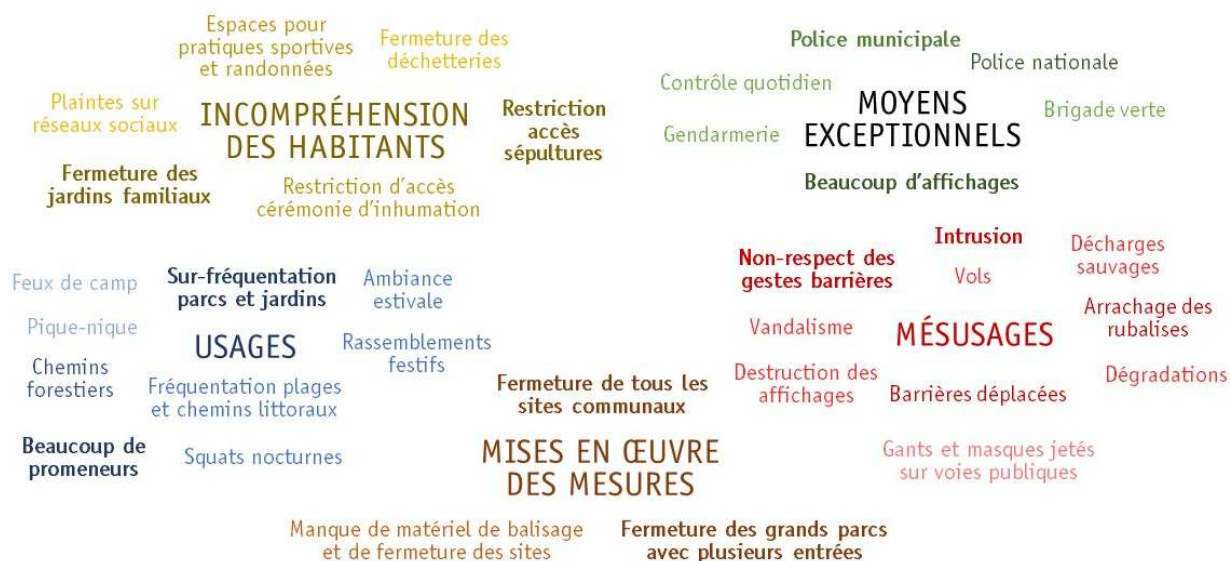 Espaces pour
pratiques sportives
et randonnées
Fermeture des
déchetteries
Plaintes sur
réseaux sociaux
INCOMPRÉHENSION
DES HABITANTS
Restriction
accès
sépultures
Fermeture des
jardins familiaux
Restriction d'accès
cérémonie d'inhumation
Police municipale
Police nationale
Contrôle quotidien
MOYENS
EXCEPTIONNELS
Brigade verte
Gendarmerie
Beaucoup d'affichages
Feux de camp
Sur-fréquentation
parcs et jardins
Ambiance
estivale
Pique-nique
USAGES
Rassemblements
festifs
Chemins
forestiers
Fréquentation plages
et chemins littoraux
Beaucoup de
promeneurs
Squats nocturnes
Intrusion
Non-respect des
gestes barrières
Vols
Décharges
sauvages
Vandalisme
MÉSUSAGES
Arrachage des
rubalises
Destruction des
affichages
Barrières déplacées
Dégradations
Gants et masques jetés
sur voies publiques
Fermeture de tous les
sites communaux
MISES EN ŒUVRE
DES MESURES
Manque de matériel de balisage
et de fermeture des sites
Fermeture des grands parcs
avec plusieurs entrées